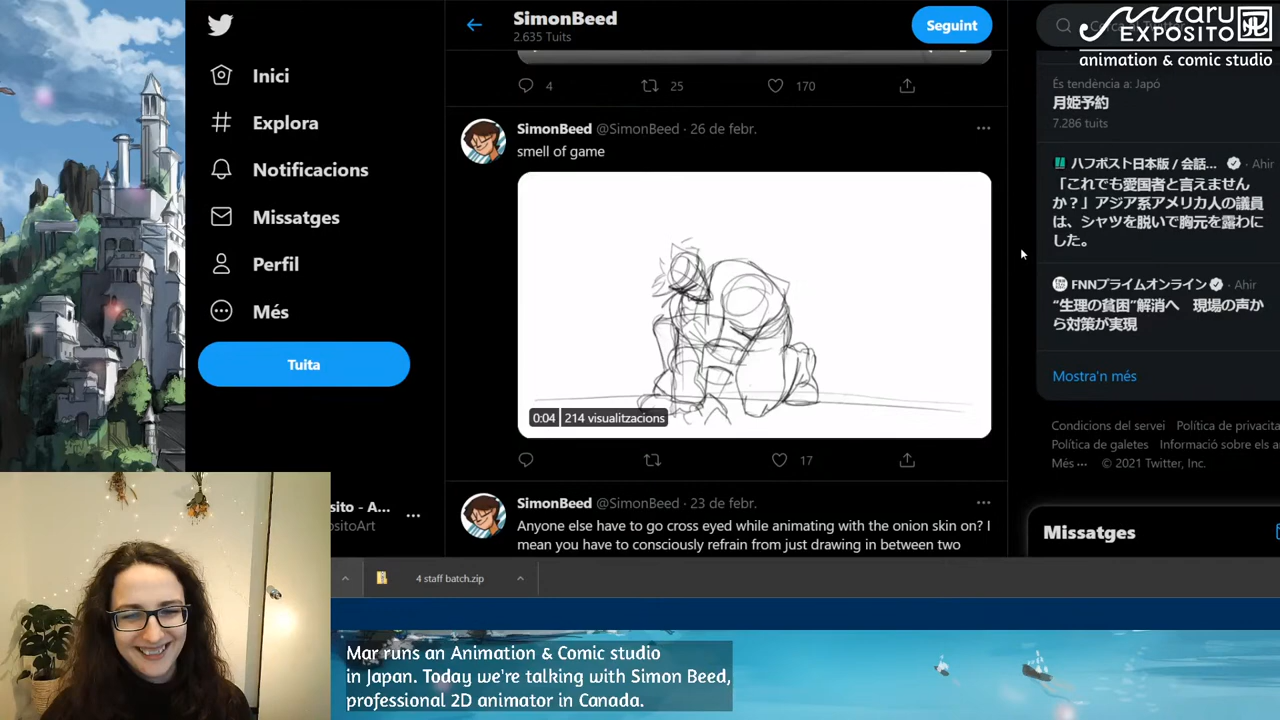 SimonBeed
2.635 Tuits
Seguint
maru
EXPOSITO
animation & comic studio
Inici
Explora
Notificacions
Missatges
Perfil
Més
Tuita
4
25
170
SimonBeed @SimonBeed · 26 de febr.
smell of game
0:04
214 visualitzacions
17
SimonBeed @SimonBeed · 23 de febr.
Anyone else have to go cross eyed while animating with the onion skin on? I
mean you have to consciously refrain from just drawing in between two
És tendència a: Japó
月姫予約
7.286 tuits
ハフポスト日本版 / 会話... · Ahir
「これでも愛国者と言えません
か？」アジア系アメリカ人の議員
は、シャツを脱いで胸元を露わに
した。
FNNプライムオンライン · Ahir
“生理の貧困”解消へ 現場の声か
ら対策が実現
Mostra'n més
Condicions del servei Política de privacita
Política de galetes Informació sobre els a
Més ··· © 2021 Twitter, Inc.
Missatges
sito - A...
ositoArt
4 staff batch.zip
Mar runs an Animation & Comic studio
in Japan. Today we're talking with Simon Beed,
professional 2D animator in Canada.